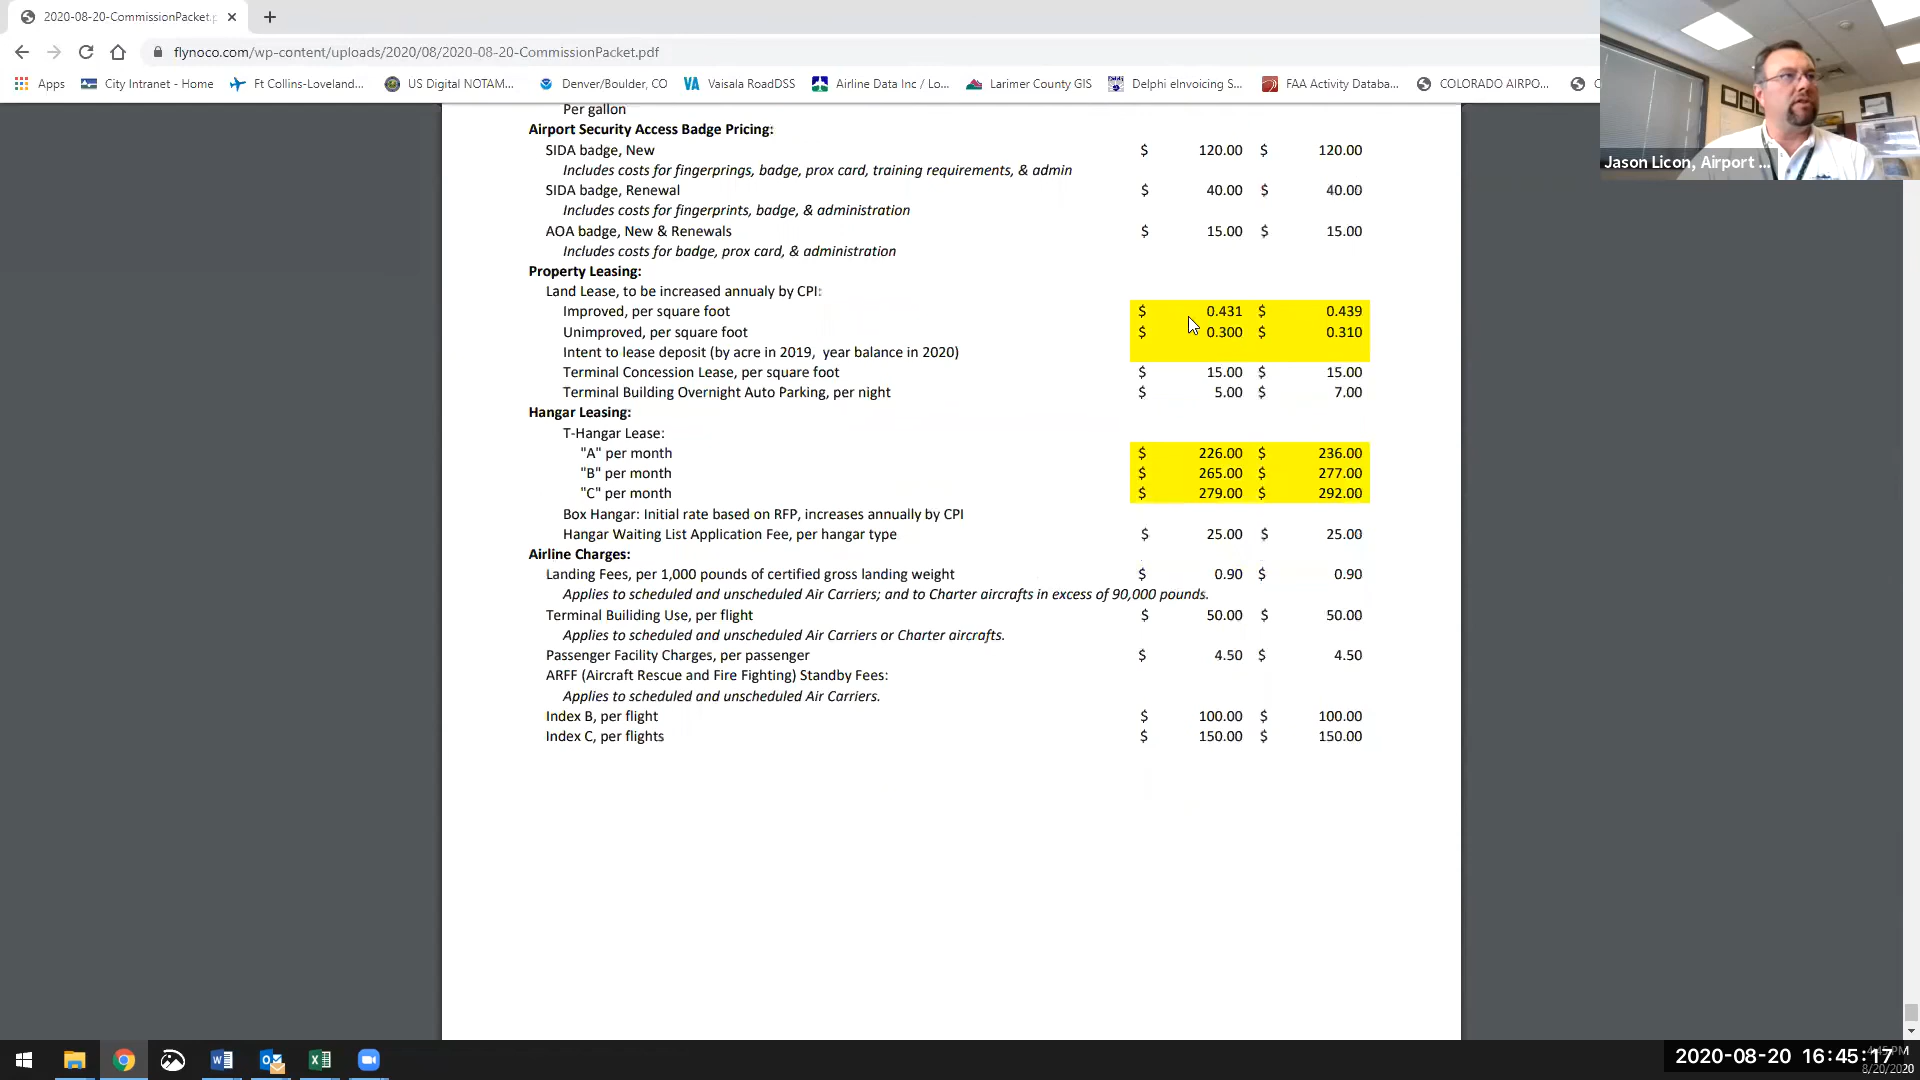 2020-08-20-CommissionPacket.p
flynoco.com/wp-content/uploads/2020/08/2020-08-20-CommissionPacket.pdf
Apps City Intranet - Home Ft Collins-Loveland... US Digital NOTAM... Denver/Boulder, CO VA Vaisala RoadDSS Airline Data Inc / Lo... Larimer County GIS Delphi eInvoicing S... FAA Activity Databa... COLORADO AIRPO...
Jason Licon, Airport ...
Per gallon
Airport Security Access Badge Pricing:
SIDA badge, New $ 120.00 $ 120.00
Includes costs for fingerprings, badge, prox card, training requirements, & admin
SIDA badge, Renewal $ 40.00 $ 40.00
Includes costs for fingerprints, badge, & administration
AOA badge, New & Renewals $ 15.00 $ 15.00
Includes costs for badge, prox card, & administration
Property Leasing:
Land Lease, to be increased annualy by CPI:
Improved, per square foot $ 0.431 $ 0.439
Unimproved, per square foot $ 0.300 $ 0.310
Intent to lease deposit (by acre in 2019, year balance in 2020)
Terminal Concession Lease, per square foot $ 15.00 $ 15.00
Terminal Building Overnight Auto Parking, per night $ 5.00 $ 7.00
Hangar Leasing:
T-Hangar Lease:
"A" per month $ 226.00 $ 236.00
"B" per month $ 265.00 $ 277.00
"C" per month $ 279.00 $ 292.00
Box Hangar: Initial rate based on RFP, increases annually by CPI
Hangar Waiting List Application Fee, per hangar type $ 25.00 $ 25.00
Airline Charges:
Landing Fees, per 1,000 pounds of certified gross landing weight $ 0.90 $ 0.90
Applies to scheduled and unscheduled Air Carriers; and to Charter aircrafts in excess of 90,000 pounds.
Terminal Builiding Use, per flight $ 50.00 $ 50.00
Applies to scheduled and unscheduled Air Carriers or Charter aircrafts.
Passenger Facility Charges, per passenger $ 4.50 $ 4.50
ARFF (Aircraft Rescue and Fire Fighting) Standby Fees:
Applies to scheduled and unscheduled Air Carriers.
Index B, per flight $ 100.00 $ 100.00
Index C, per flights $ 150.00 $ 150.00
2020-08-20 16:45:17
8/20/2020